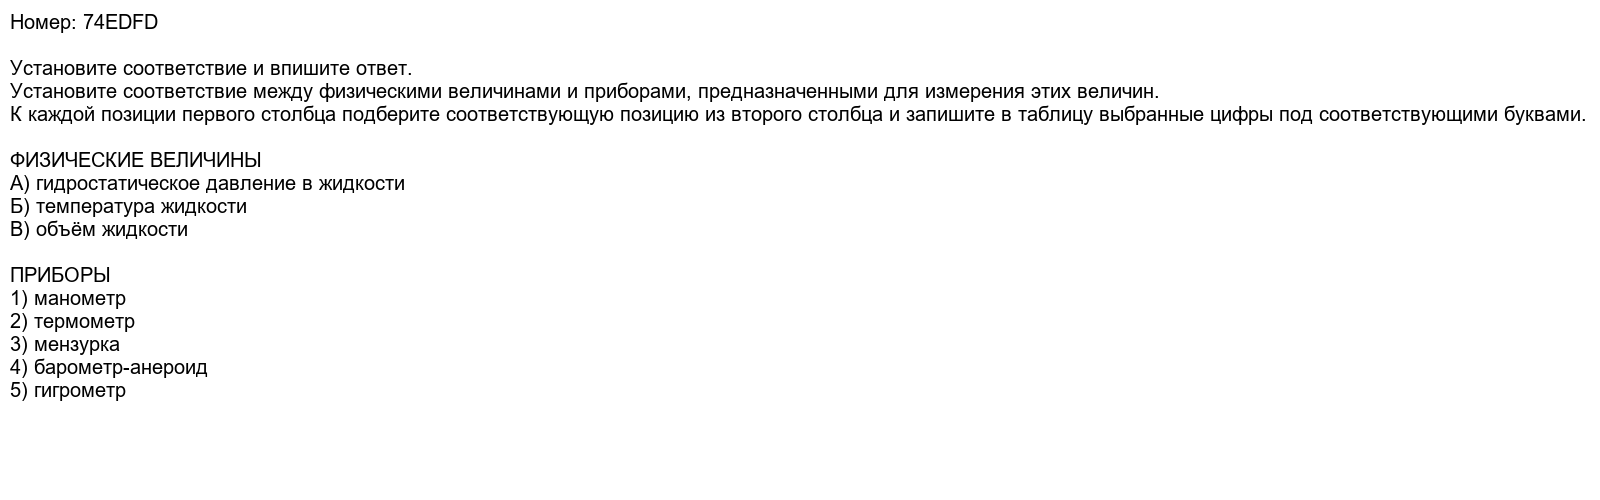 Номер: 74EDFD
Установите соответствие и впишите ответ.
Установите соответствие между физическими величинами и приборами, предназначенными для измерения этих величин.
К каждой позиции первого столбца подберите соответствующую позицию из второго столбца и запишите в таблицу выбранные цифры под соответствующими буквами.
ФИЗИЧЕСКИЕ ВЕЛИЧИНЫ
А) гидростатическое давление в жидкости
Б) температура жидкости
В) объём жидкости
ПРИБОРЫ
1) манометр
2) термометр
3) мензурка
4) барометр-анероид
5) гигрометр